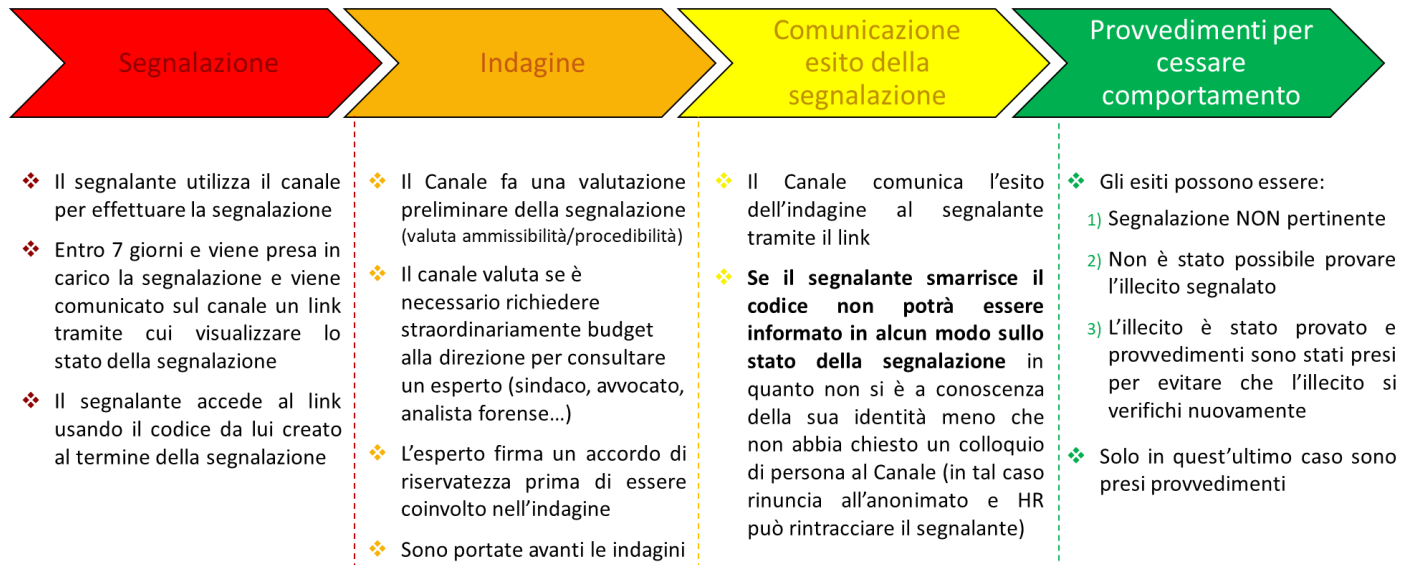 Segnalazione
Indagine
Comunicazione
esito della
segnalazione
Provvedimenti per
cessare
comportamento
Il segnalante utilizza il canale
per effettuare la segnalazione
Entro 7 giorni e viene presa in
carico la segnalazione e viene
comunicato sul canale un link
tramite cui visualizzare lo
stato della segnalazione
Il segnalante accede al link
usando il codice da lui creato
al termine della segnalazione
Il Canale fa una valutazione
preliminare della segnalazione
(valuta ammissibilità/procedibilità)
Il canale valuta se è
necessario richiedere
straordinariamente budget
alla direzione per consultare
un esperto (sindaco, avvocato,
analista forense…)
L’esperto firma un accordo di
riservatezza prima di essere
coinvolto nell’indagine
Sono portate avanti le indagini
Il Canale comunica l’esito
dell’indagine al segnalante
tramite il link
Se il segnalante smarrisce il
codice non potrà essere
informato in alcun modo sullo
stato della segnalazione in
quanto non si è a conoscenza
della sua identità meno che
non abbia chiesto un colloquio
di persona al Canale (in tal caso
rinuncia all’anonimato e HR
può rintracciare il segnalante)
Gli esiti possono essere:
1) Segnalazione NON pertinente
2) Non è stato possibile provare
l’illecito segnalato
3) L’illecito è stato provato e
provvedimenti sono stati presi
per evitare che l’illecito si
verifichi nuovamente
Solo in quest’ultimo caso sono
presi provvedimenti